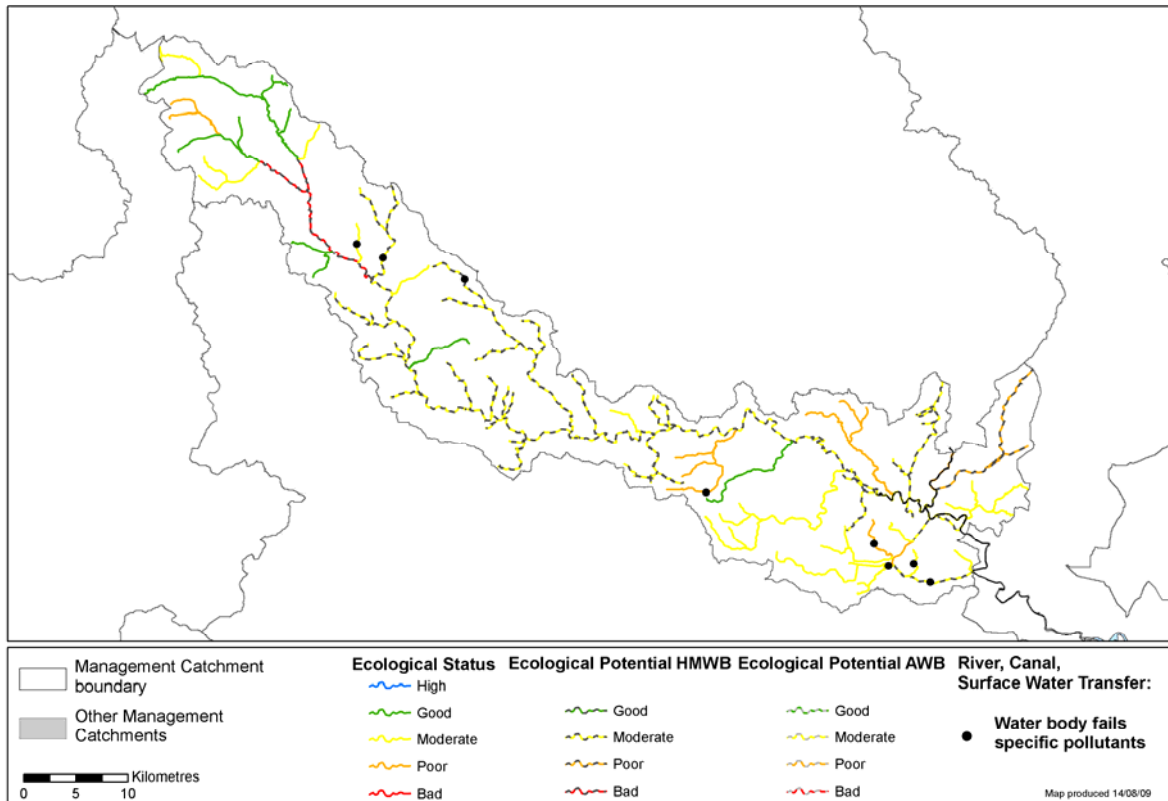 Management Catchment
boundary
Other Management
Catchments
Kilometres
0 5 10
Ecological Status
High
Good
Moderate
Poor
Bad
Ecological Potential HMWB
Good
Moderate
Poor
Bad
Ecological Potential AWB
Good
Moderate
Poor
Bad
River, Canal,
Surface Water Transfer:
Water body fails
specific pollutants
Map produced 14/08/09